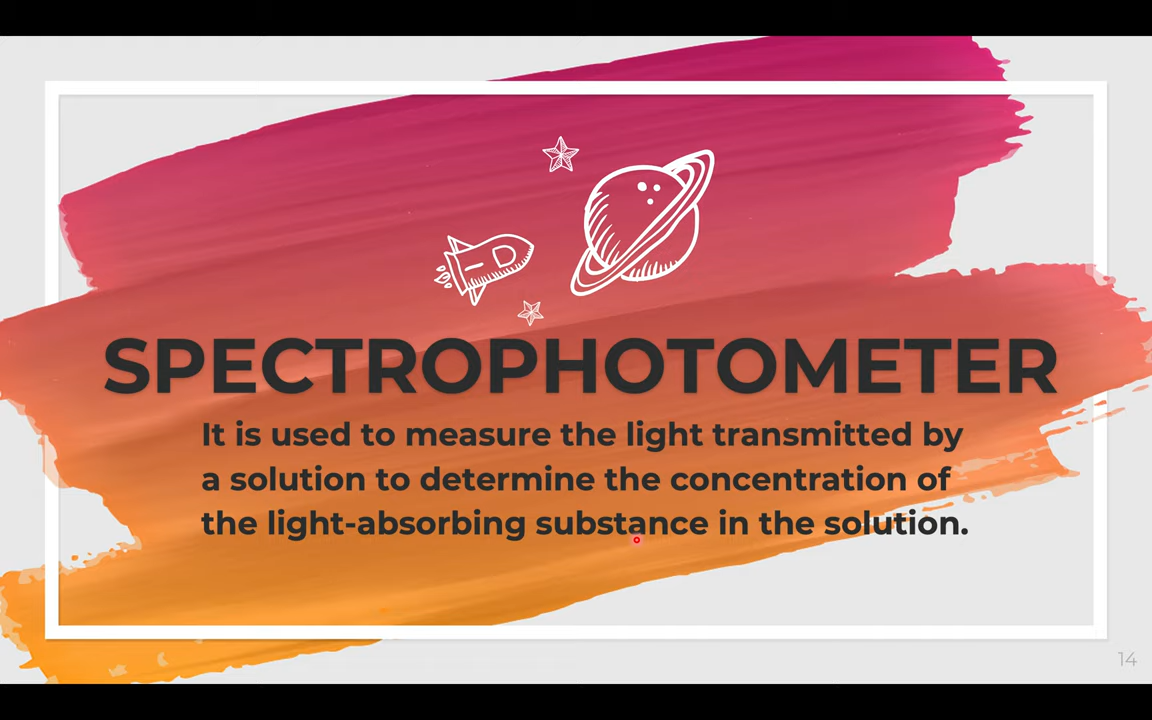 SPECTROPHOTOMETER
It is used to measure the light transmitted by
a solution to determine the concentration of
the light-absorbing substance in the solution.
14